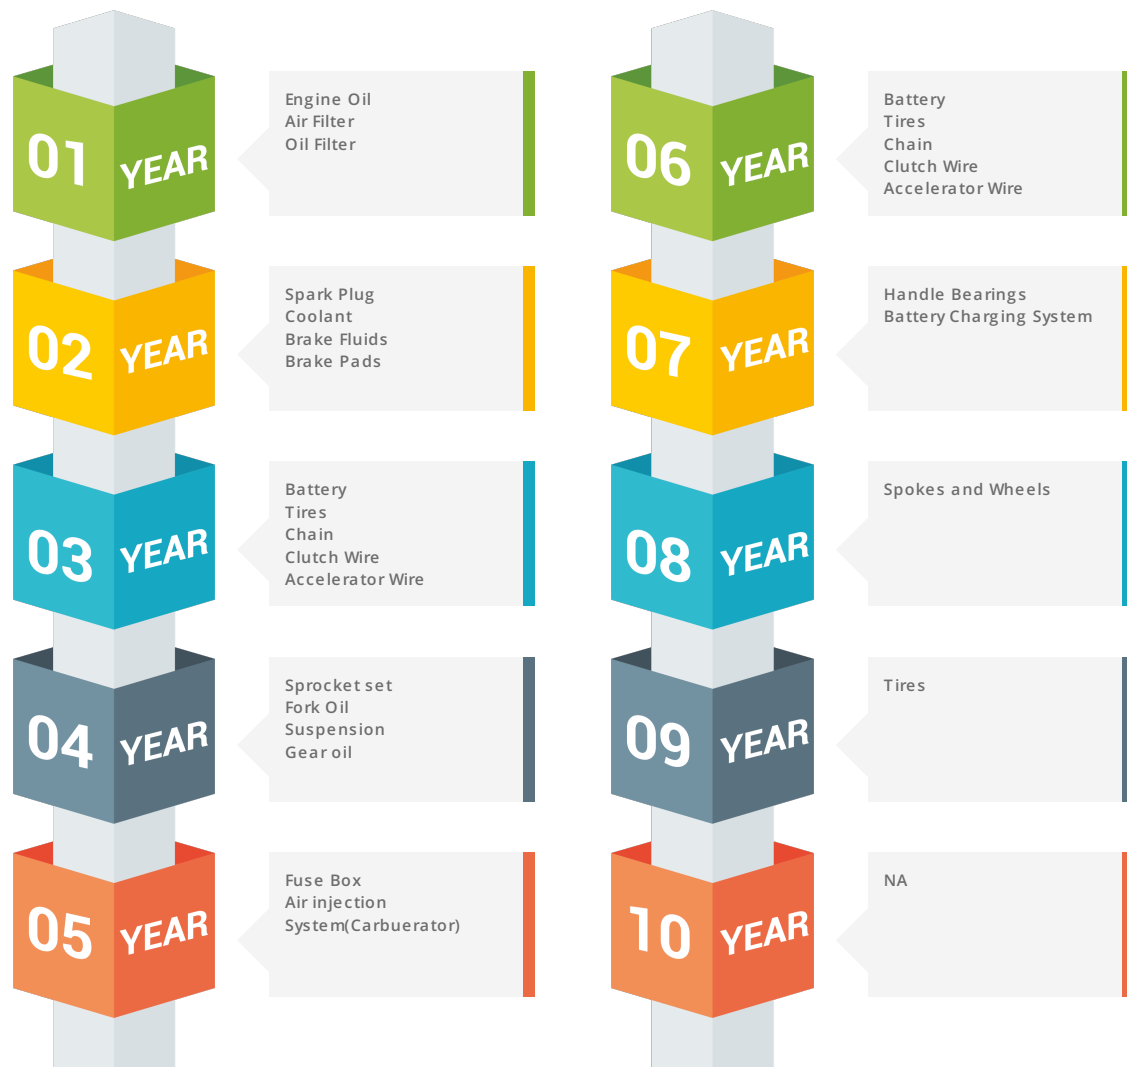 01 YEAR
Engine Oil
Air Filter
Oil Filter
02 YEAR
Spark Plug
Coolant
Brake Fluids
Brake Pads
03 YEAR
Battery
Tires
Chain
Clutch Wire
Accelerator Wire
04 YEAR
Sprocket set
Fork Oil
Suspension
Gear oil
05 YEAR
Fuse Box
Air injection
System(Carbuerator)
06 YEAR
Battery
Tires
Chain
Clutch Wire
Accelerator Wire
07 YEAR
Handle Bearings
Battery Charging System
08 YEAR
Spokes and Wheels
09 YEAR
Tires
10 YEAR
NA